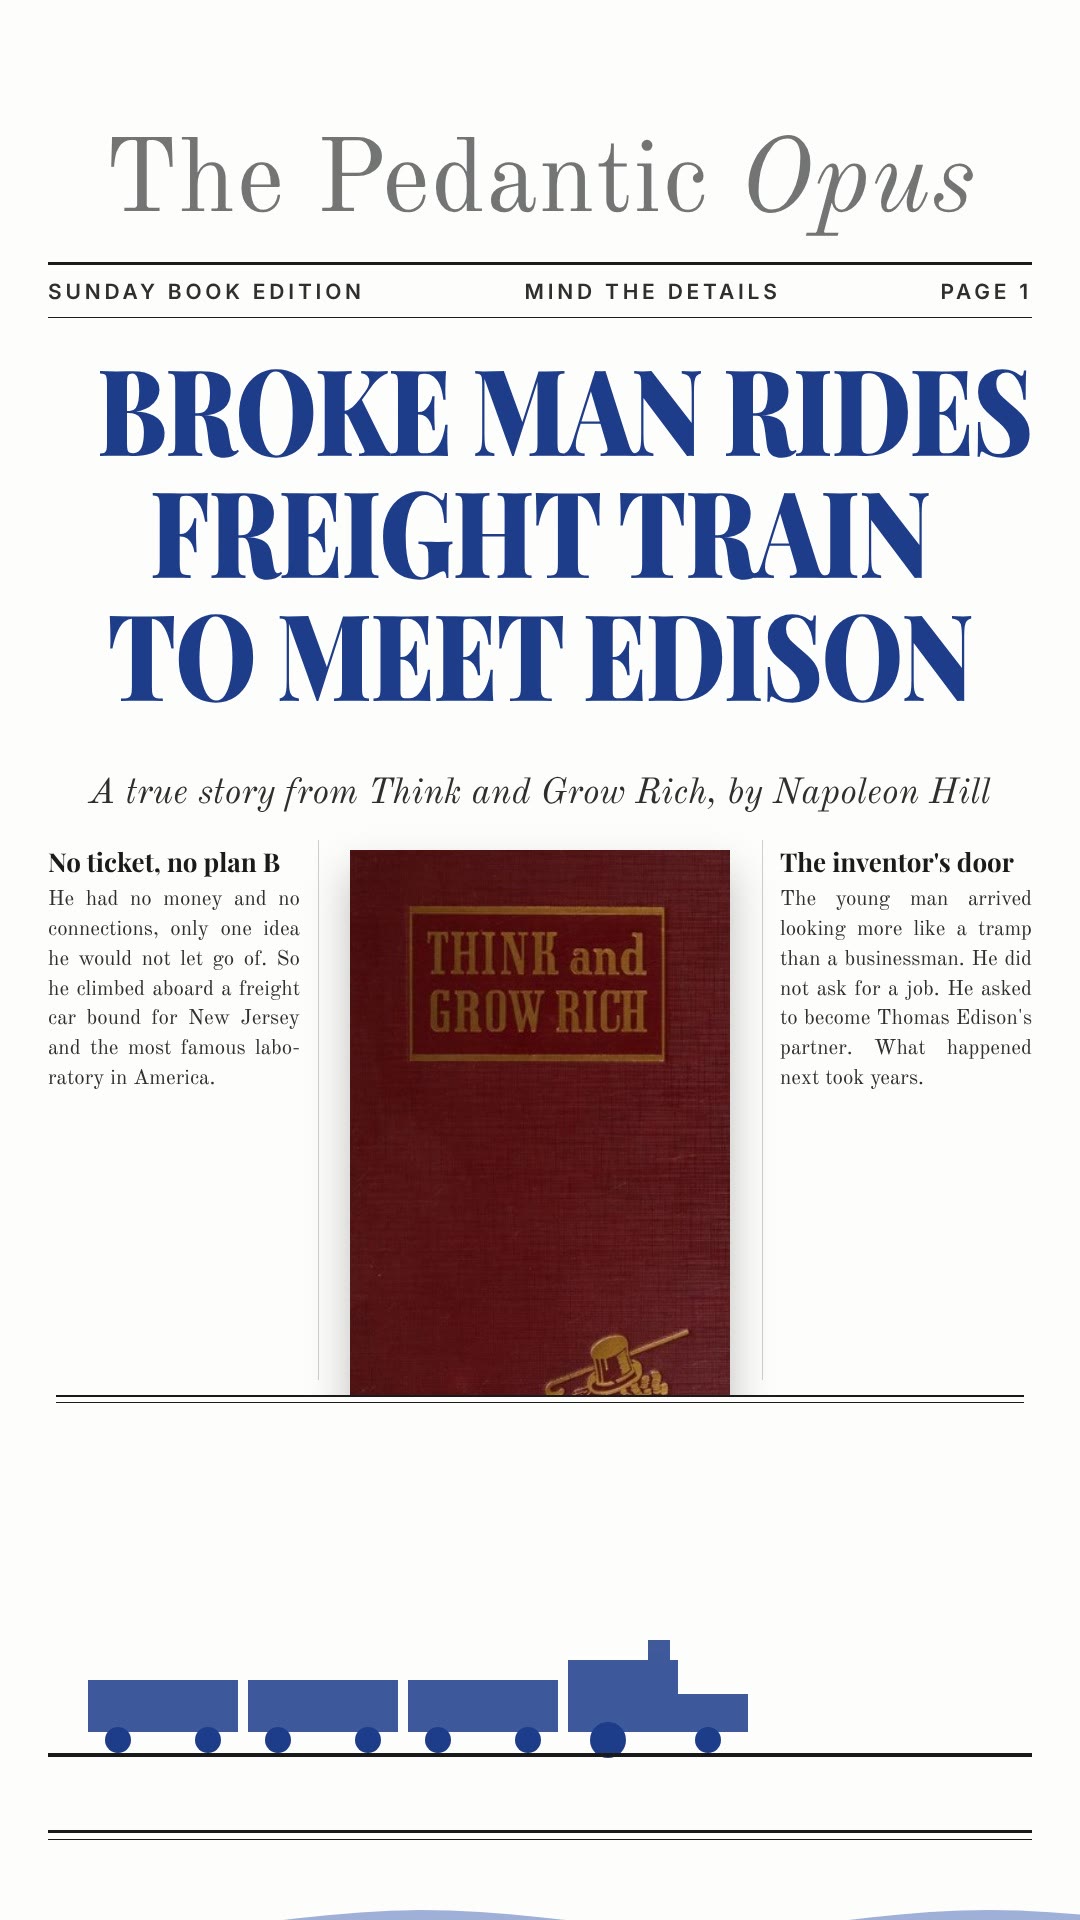 The Pedantic Opus
SUNDAY BOOK EDITION
MIND THE DETAILS
PAGE 1
BROKE MAN RIDES
FREIGHT TRAIN
TO MEET EDISON
A true story from Think and Grow Rich, by Napoleon Hill
No ticket, no plan B
He had no money and no
connections, only one idea
he would not let go of. So
he climbed aboard a freight
car bound for New Jersey
and the most famous labo-
ratory in America.
THINK and
GROW RICH
The inventor's door
The young man arrived
looking more like a tramp
than a businessman. He did
not ask for a job. He asked
to become Thomas Edison's
partner. What happened
next took years.